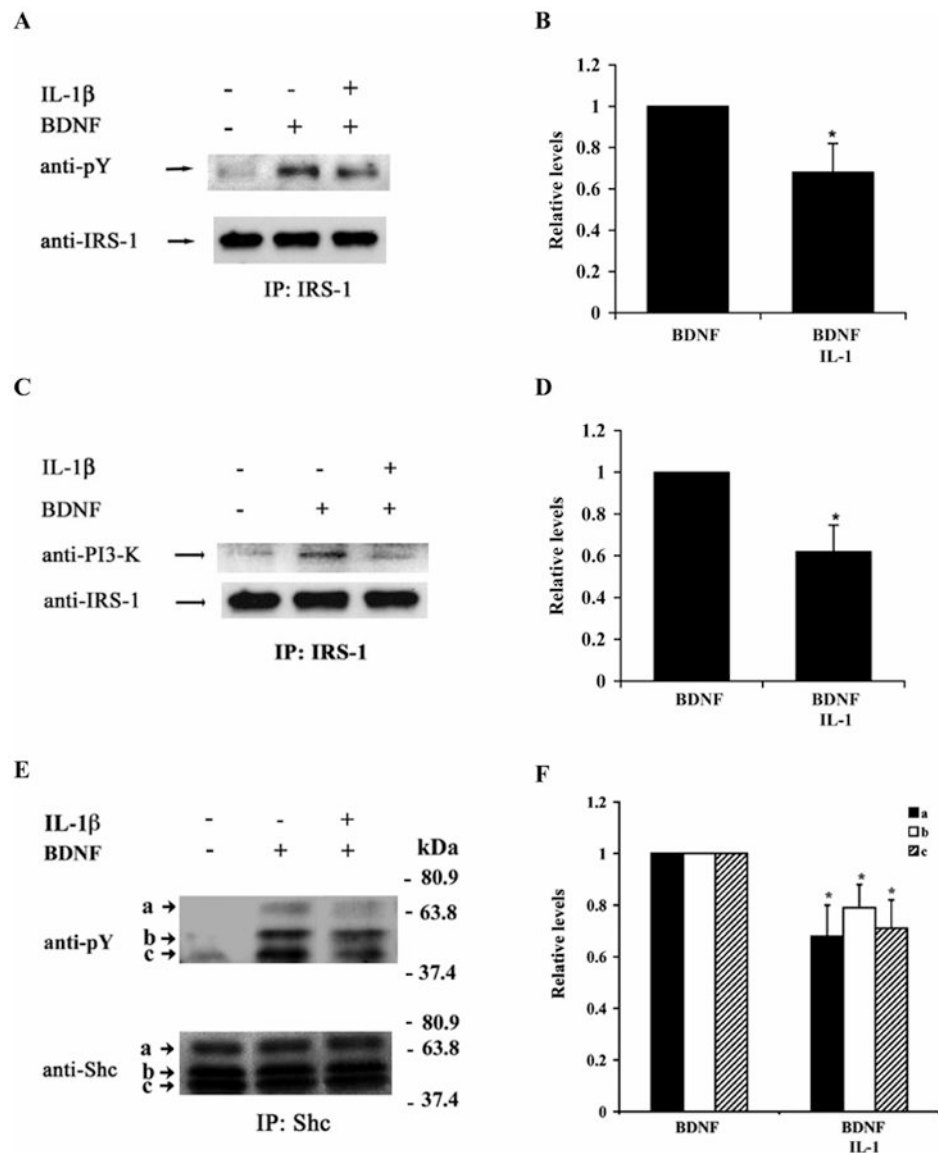 A
IL-1β - - +
BDNF - + +
anti-pY
anti-IRS-1
IP: IRS-1
B
1.2
1
0.8
0.6
0.4
0.2
0
Relative levels
*
BDNF
BDNF
IL-1
C
IL-1β - - +
BDNF - + +
anti-PI3-K
anti-IRS-1
IP: IRS-1
D
1.2
1
0.8
0.6
0.4
0.2
0
Relative levels
*
BDNF
BDNF
IL-1
E
IL-1β - - +
BDNF - + +
kDa
- 80.9
a
- 63.8
anti-pY
b
c
- 37.4
- 80.9
a
- 63.8
anti-Shc
b
c
- 37.4
IP: Shc
F
1.2
1
0.8
0.6
0.4
0.2
0
Relative levels
a
b
c
* * *
BDNF
BDNF
IL-1